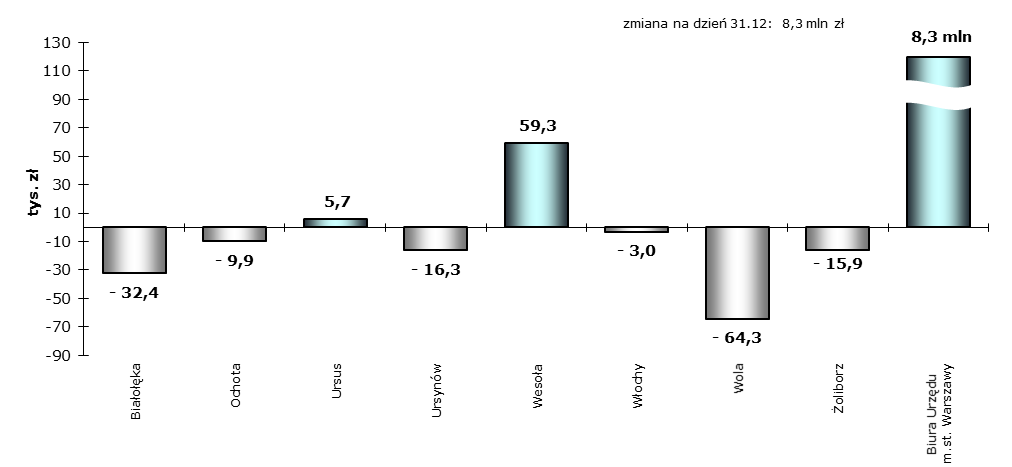 zmiana na dzień 31.12: 8,3 mln zł
8,3 mln
130
110
90
70
50
30
10
-10
-30
-50
-70
-90
tys. zł
- 32,4
- 9,9
5,7
- 16,3
59,3
- 3,0
- 64,3
- 15,9
Białołęka
Ochota
Ursus
Ursynów
Wesoła
Włochy
Wola
Żoliborz
Biura Urzędu
m.st. Warszawy